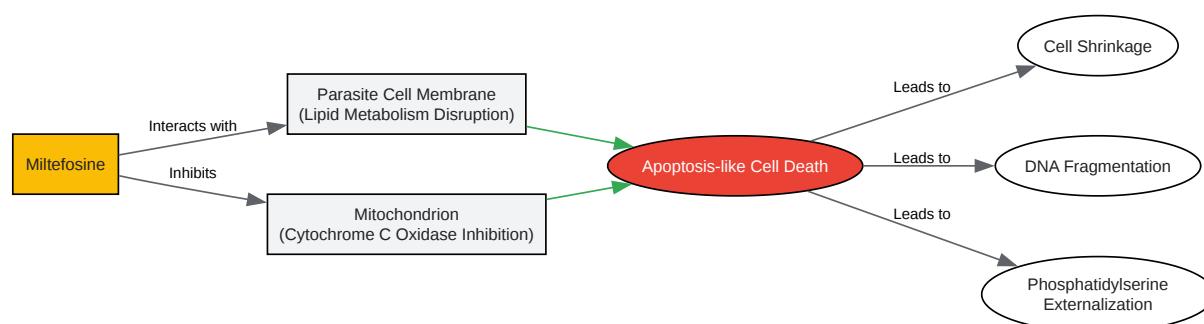 Miltefosine
Interacts with
Inhibits
Parasite Cell Membrane
(Lipid Metabolism Disruption)
Mitochondrion
(Cytochrome C Oxidase Inhibition)
Apoptosis-like Cell Death
Leads to
Leads to
Leads to
Cell Shrinkage
DNA Fragmentation
Phosphatidylserine
Externalization